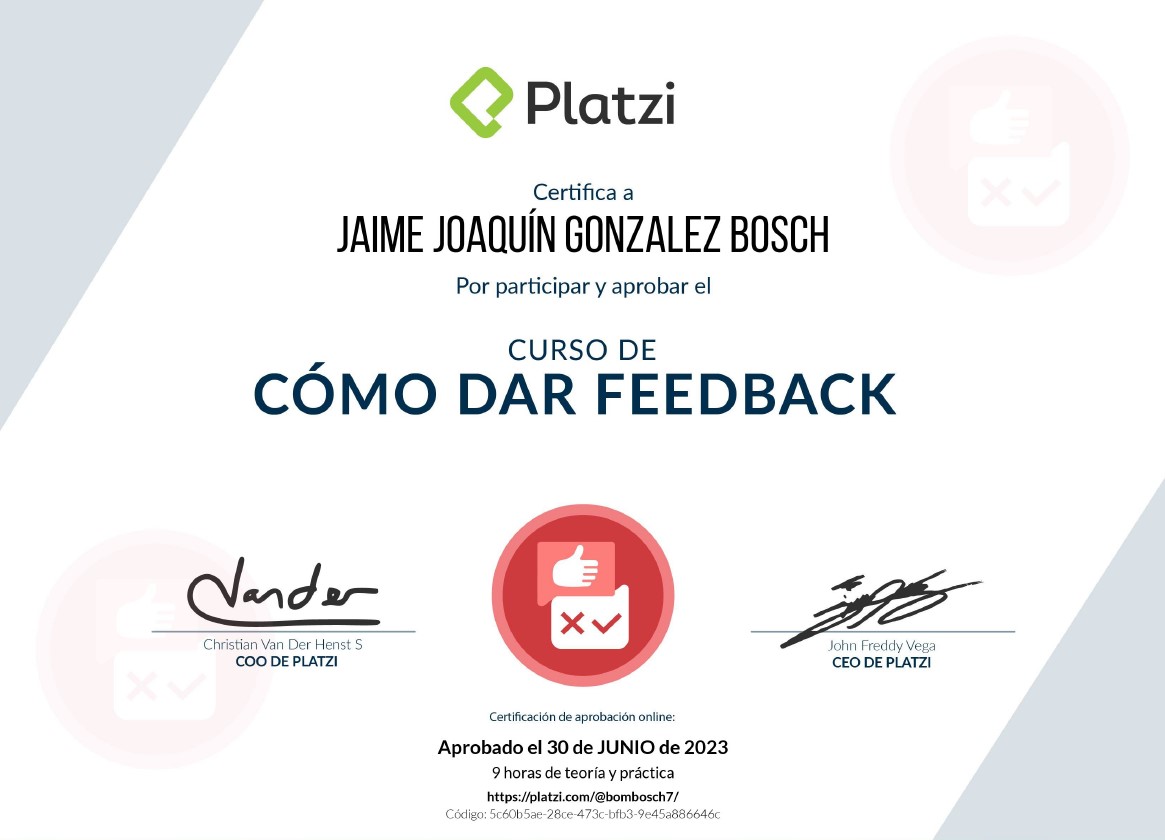 Platzi
Certifica a
JAIME JOAQUÍN GONZALEZ BOSCH
Por participar y aprobar el
CURSO DE
CÓMO DAR FEEDBACK
Vander
Christian Van Der Henst S
COO DE PLATZI
John Freddy Vega
CEO DE PLATZI
Certificación de aprobación online:
Aprobado el 30 de JUNIO de 2023
9 horas de teoría y práctica
https://platzi.com/@bombosch7/
Código: 5c60b5ae-28ce-473c-bfb3-9e45a886646c